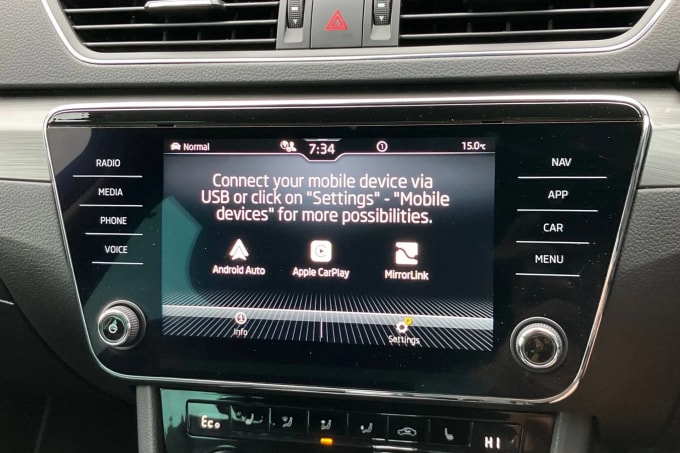 Normal 7:34 15.0°C
RADIO
MEDIA
PHONE
VOICE
Connect your mobile device via
USB or click on "Settings" - "Mobile
devices" for more possibilities.
Android Auto Apple CarPlay MirrorLink
Info Settings
NAV
APP
CAR
MENU
Eco HI